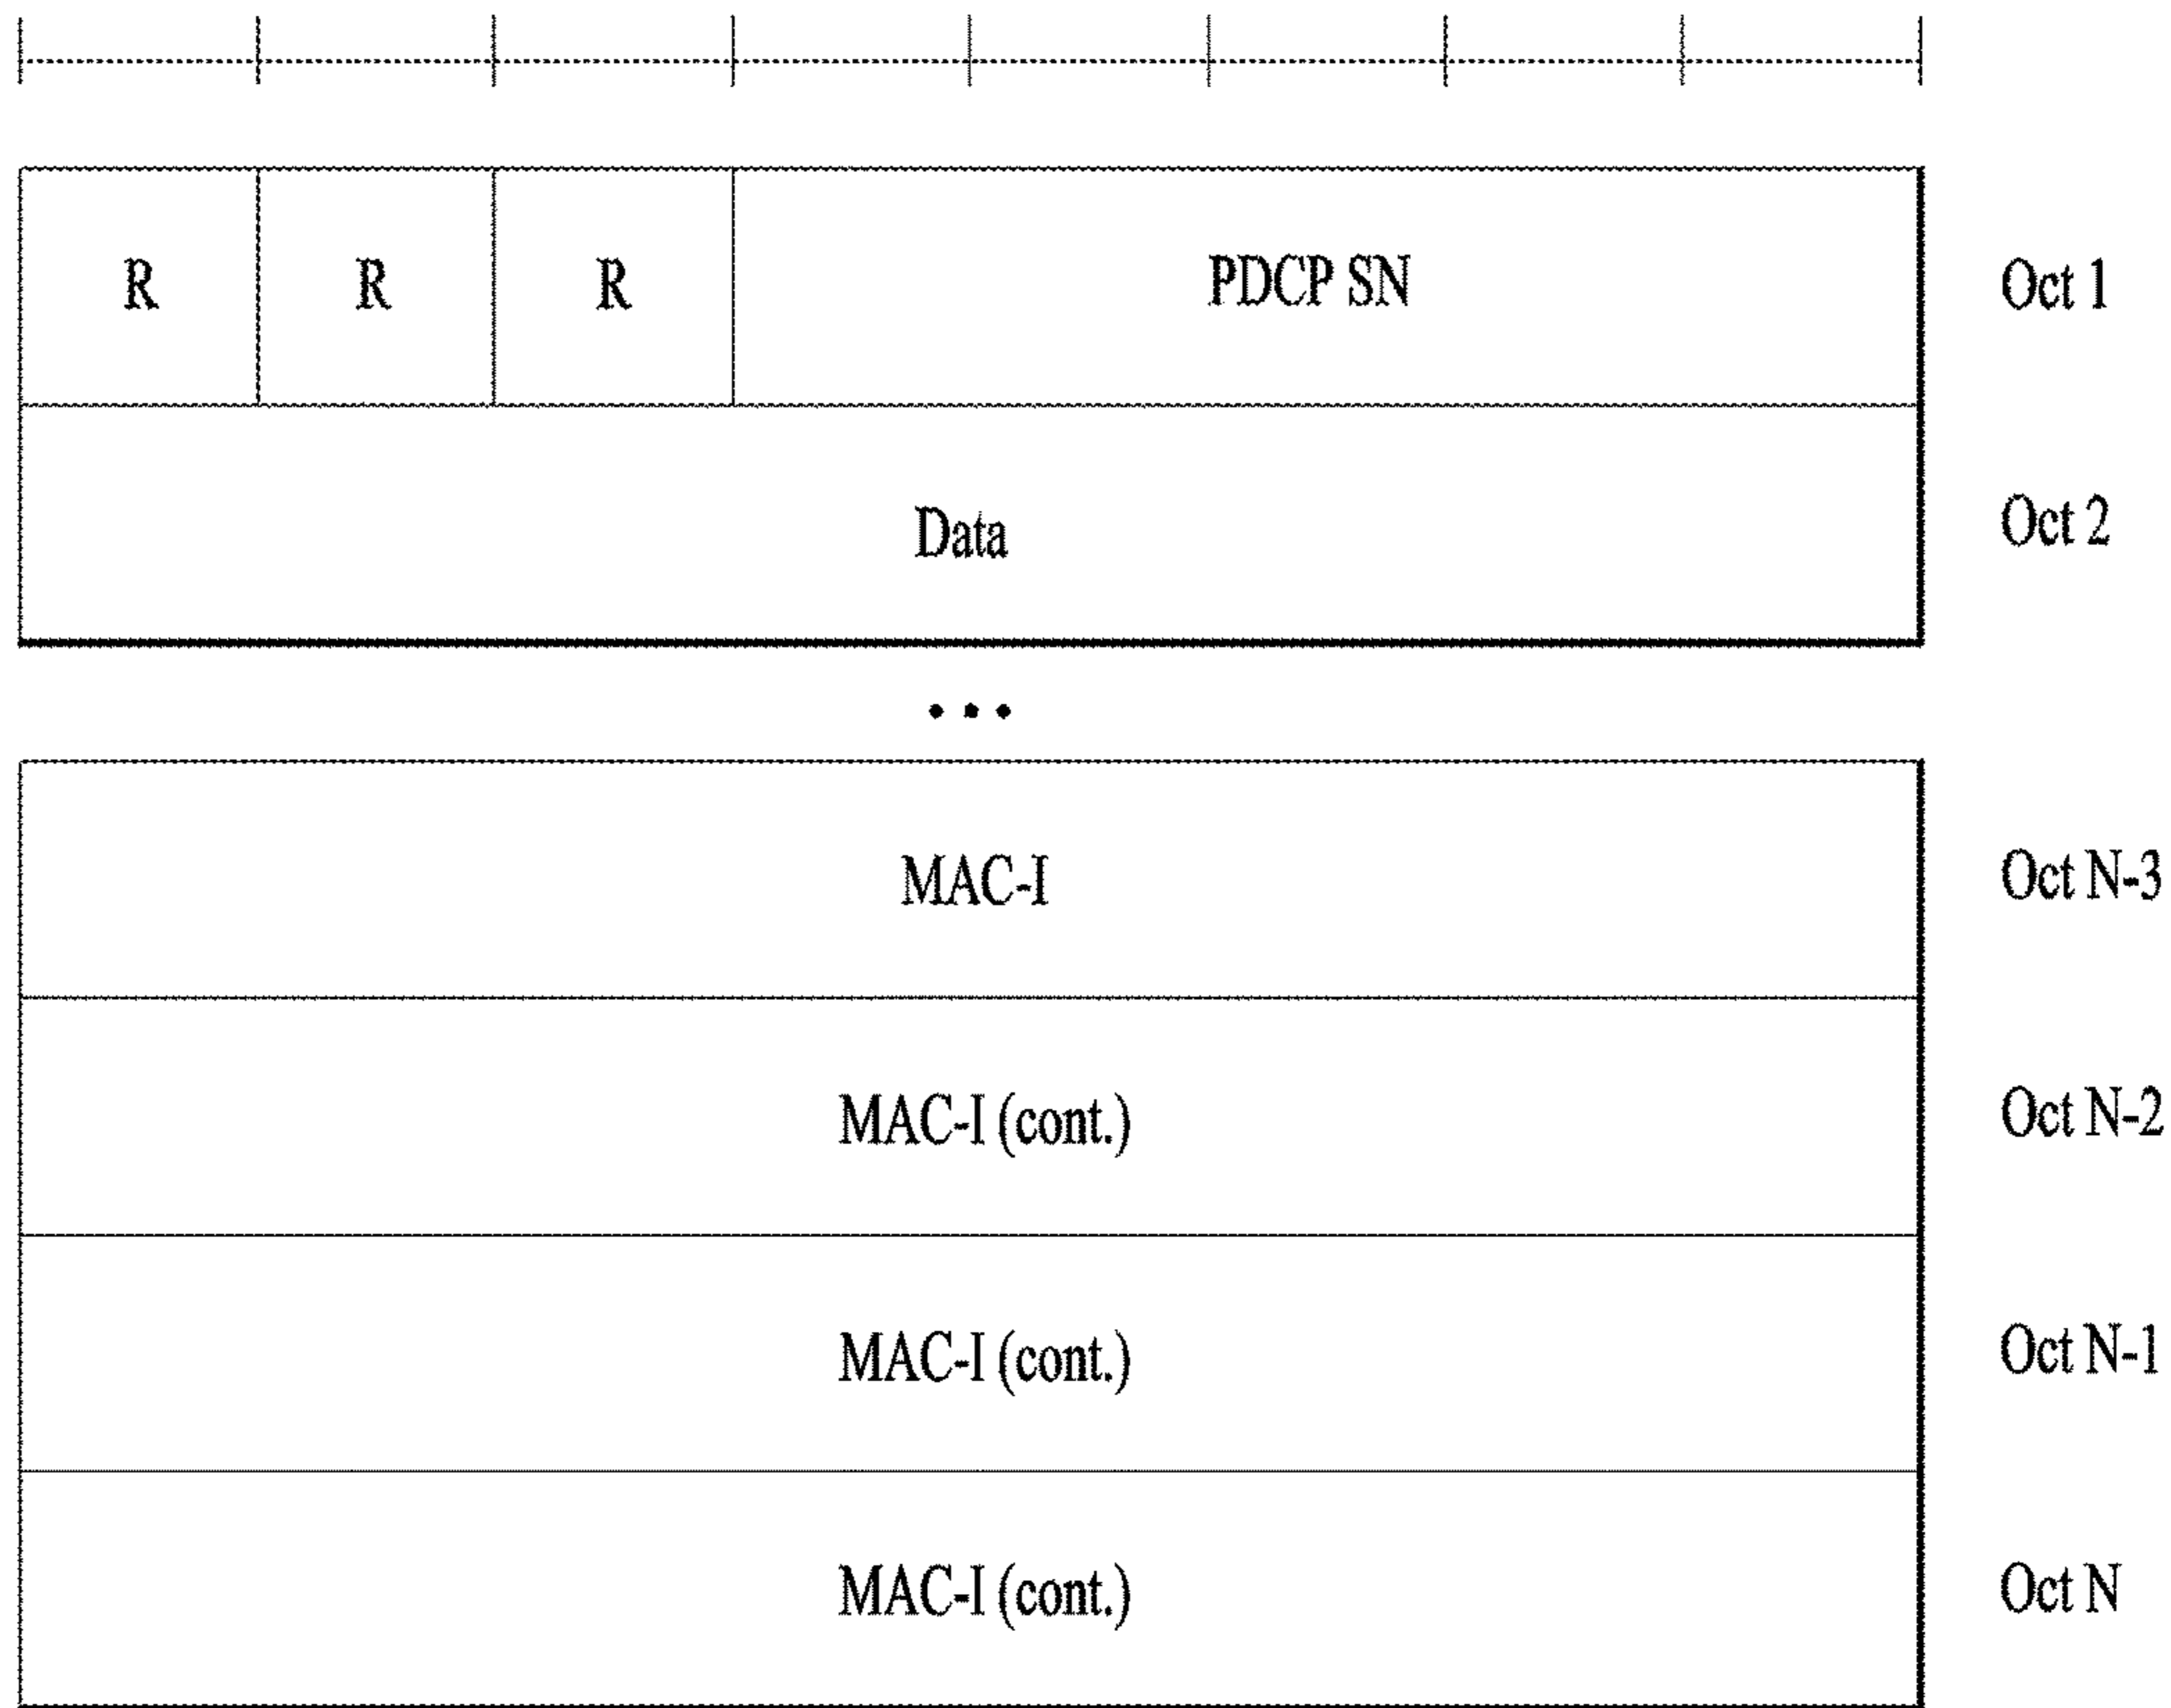 R R R PDCP SN Oct 1
Data Oct 2
...
MAC-I Oct N-3
MAC-I (cont.) Oct N-2
MAC-I (cont.) Oct N-1
MAC-I (cont.) Oct N